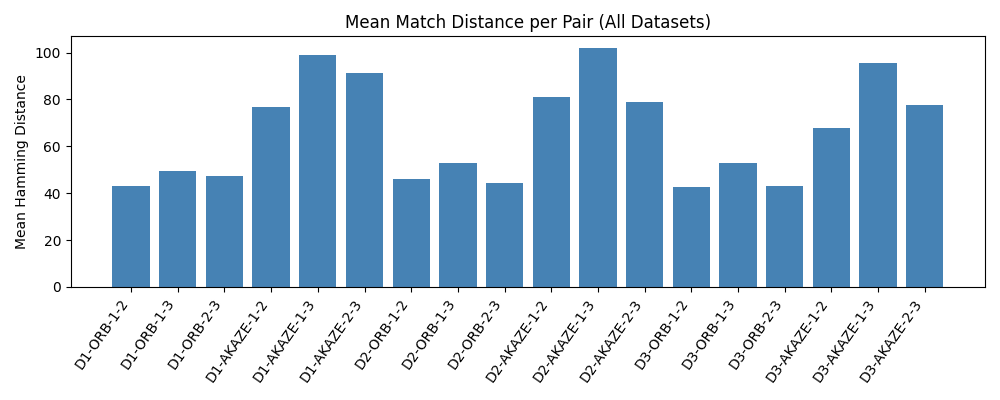 Mean Match Distance per Pair (All Datasets)
Mean Hamming Distance
100
80
60
40
20
0
D1-ORB-1-2
D1-ORB-1-3
D1-ORB-2-3
D1-AKAZE-1-2
D1-AKAZE-1-3
D1-AKAZE-2-3
D2-ORB-1-2
D2-ORB-1-3
D2-ORB-2-3
D2-AKAZE-1-2
D2-AKAZE-1-3
D2-AKAZE-2-3
D3-ORB-1-2
D3-ORB-1-3
D3-ORB-2-3
D3-AKAZE-1-2
D3-AKAZE-1-3
D3-AKAZE-2-3